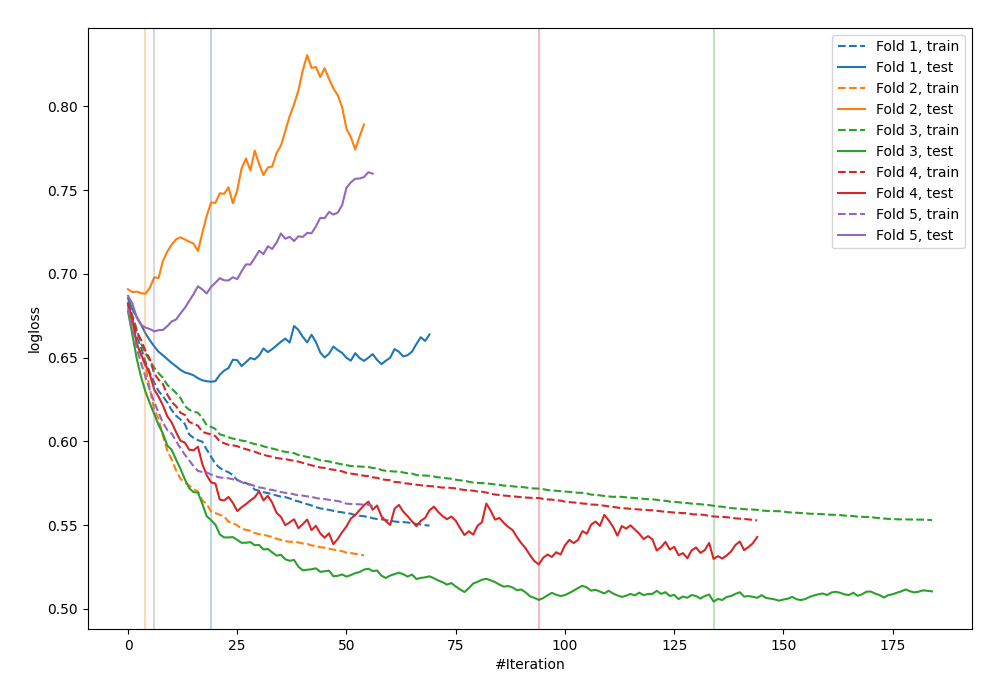 Fold 1, train
Fold 1, test
Fold 2, train
Fold 2, test
Fold 3, train
Fold 3, test
Fold 4, train
Fold 4, test
Fold 5, train
Fold 5, test
0.80
0.75
0.70
0.65
0.60
0.55
0.50
logloss
0 25 50 75 100 125 150 175
#Iteration